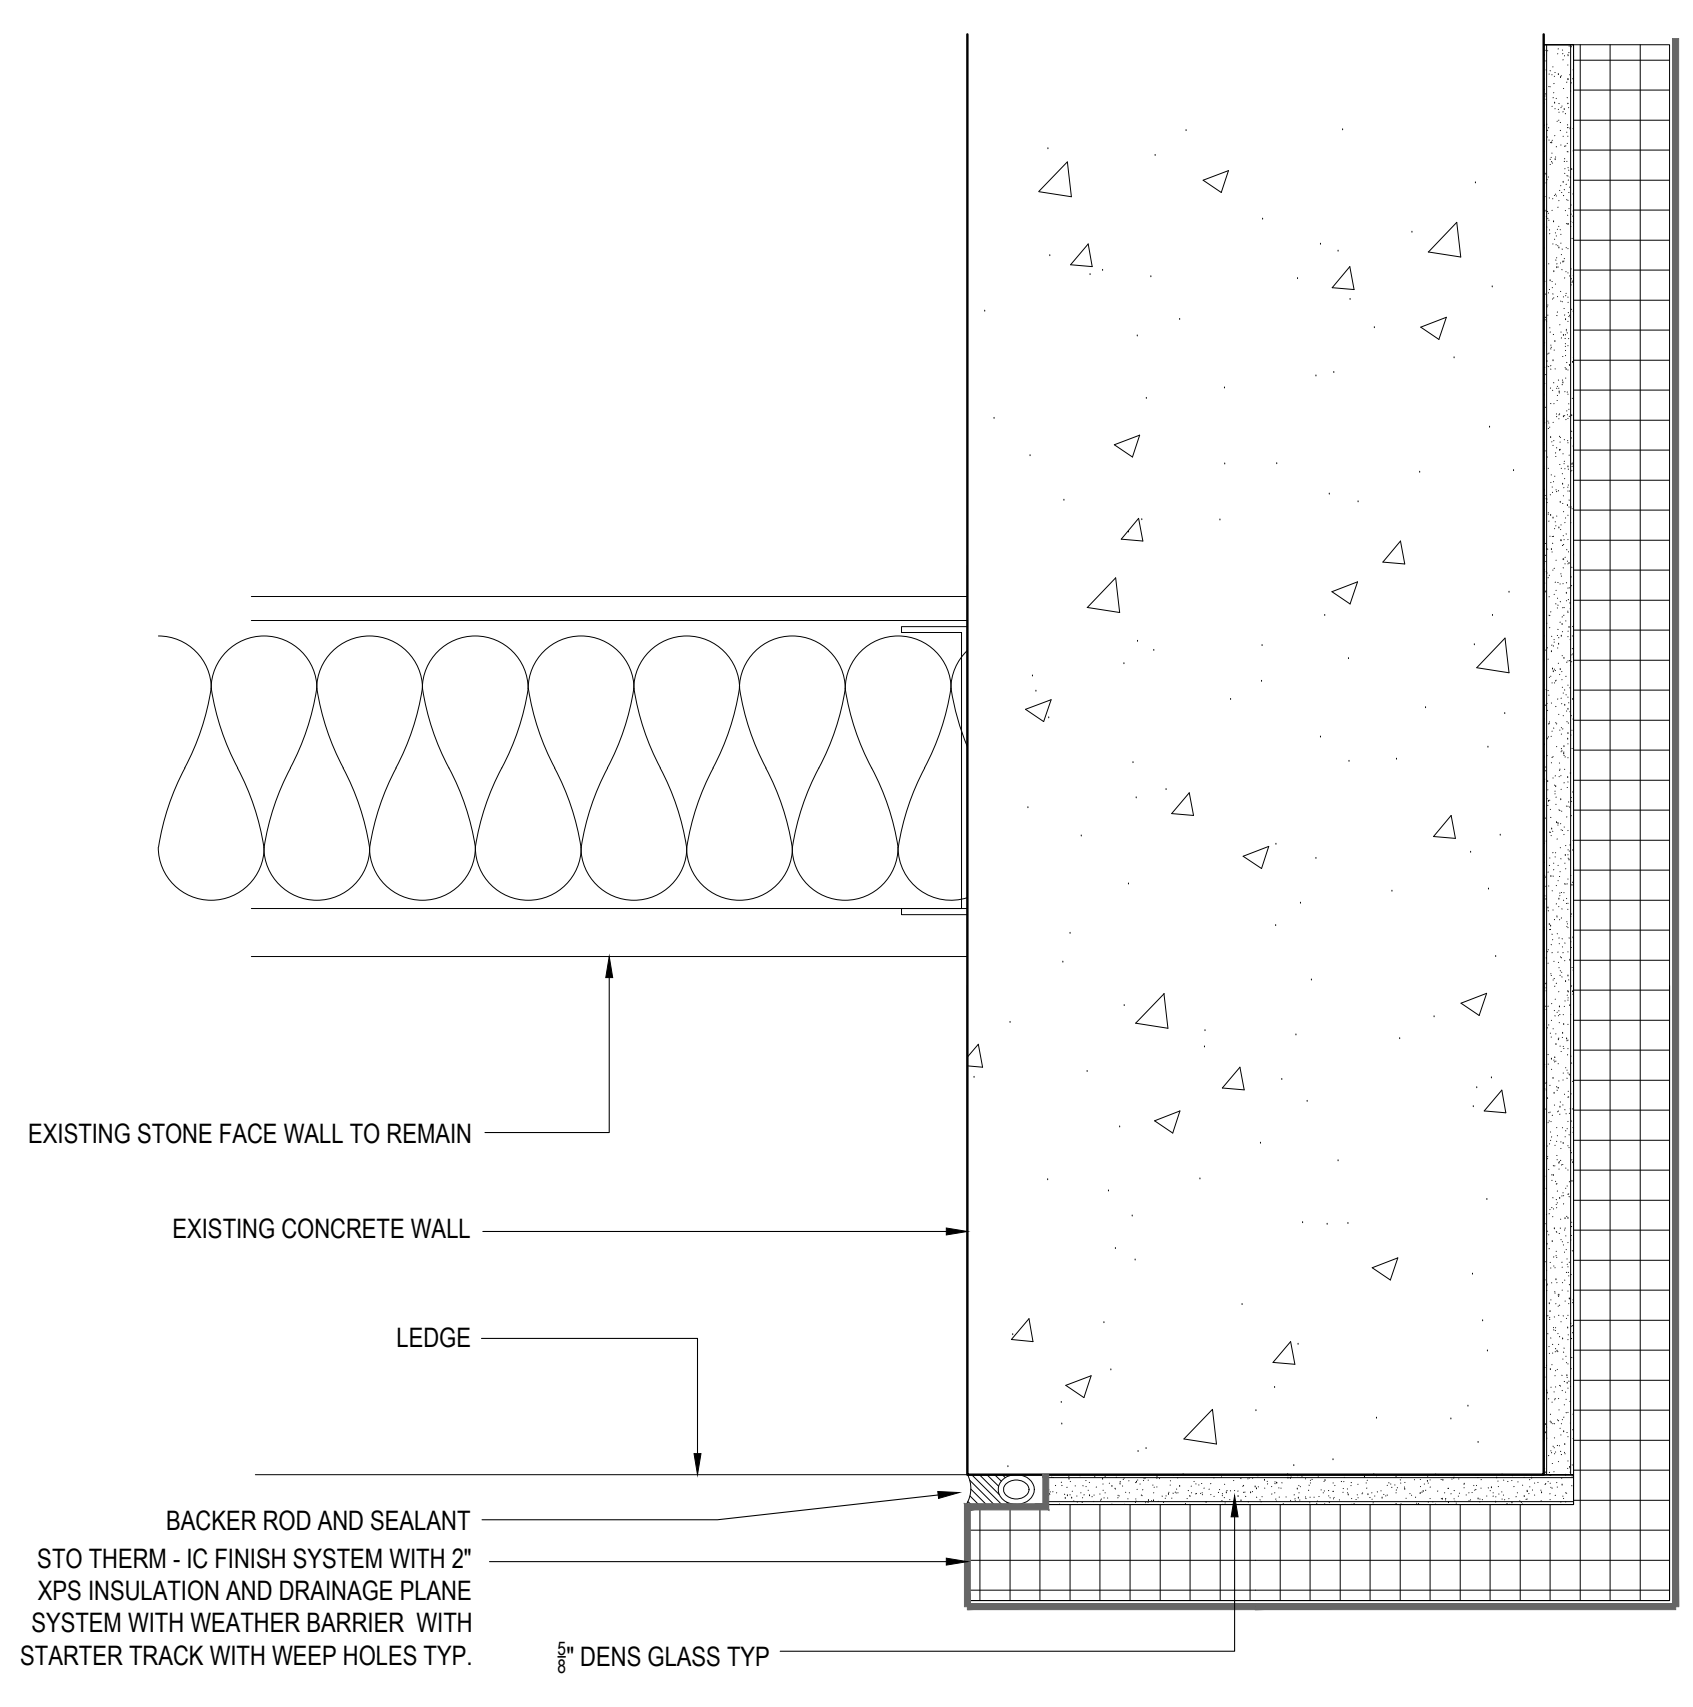 EXISTING STONE FACE WALL TO REMAIN
EXISTING CONCRETE WALL
LEDGE
BACKER ROD AND SEALANT
STO THERM - IC FINISH SYSTEM WITH 2"
XPS INSULATION AND DRAINAGE PLANE
SYSTEM WITH WEATHER BARRIER WITH
STARTER TRACK WITH WEEP HOLES TYP.
5/8" DENS GLASS TYP